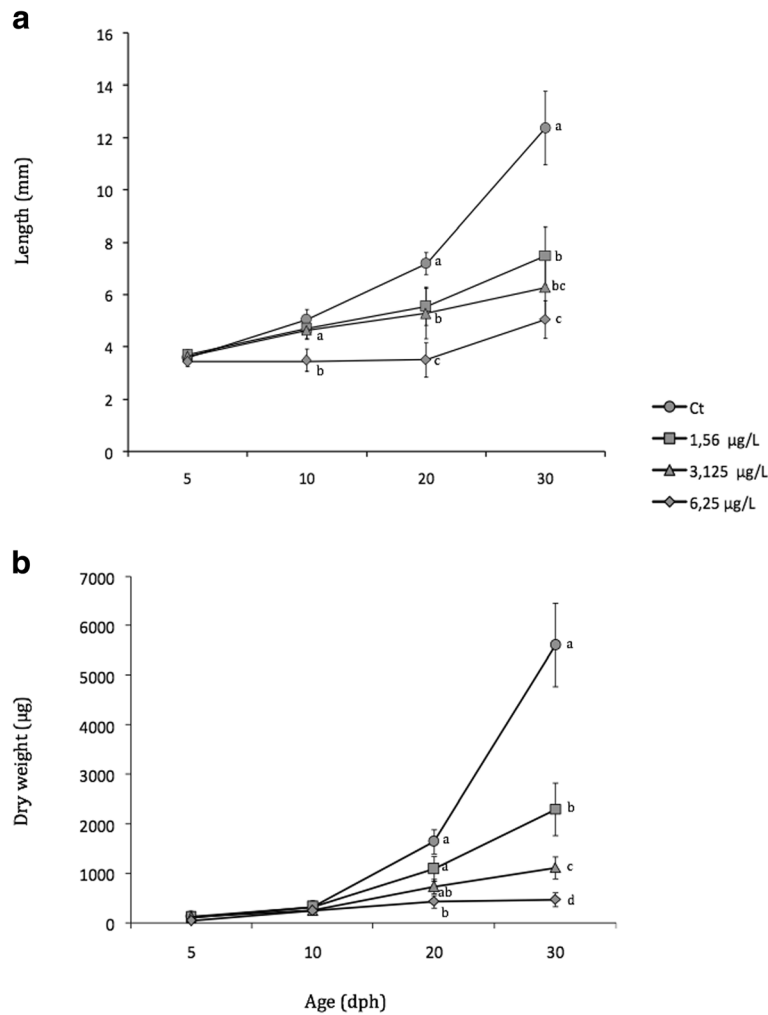 a
16
14
12
10
8
6
4
2
0
Length (mm)
5 10 20 30
a
b
a
b
c
a
b
bc
c
Ct
1,56 µg/L
3,125 µg/L
6,25 µg/L
b
7000
6000
5000
4000
3000
2000
1000
0
Dry weight (µg)
5 10 20 30
a
a
ab
b
a
b
c
d
Age (dph)